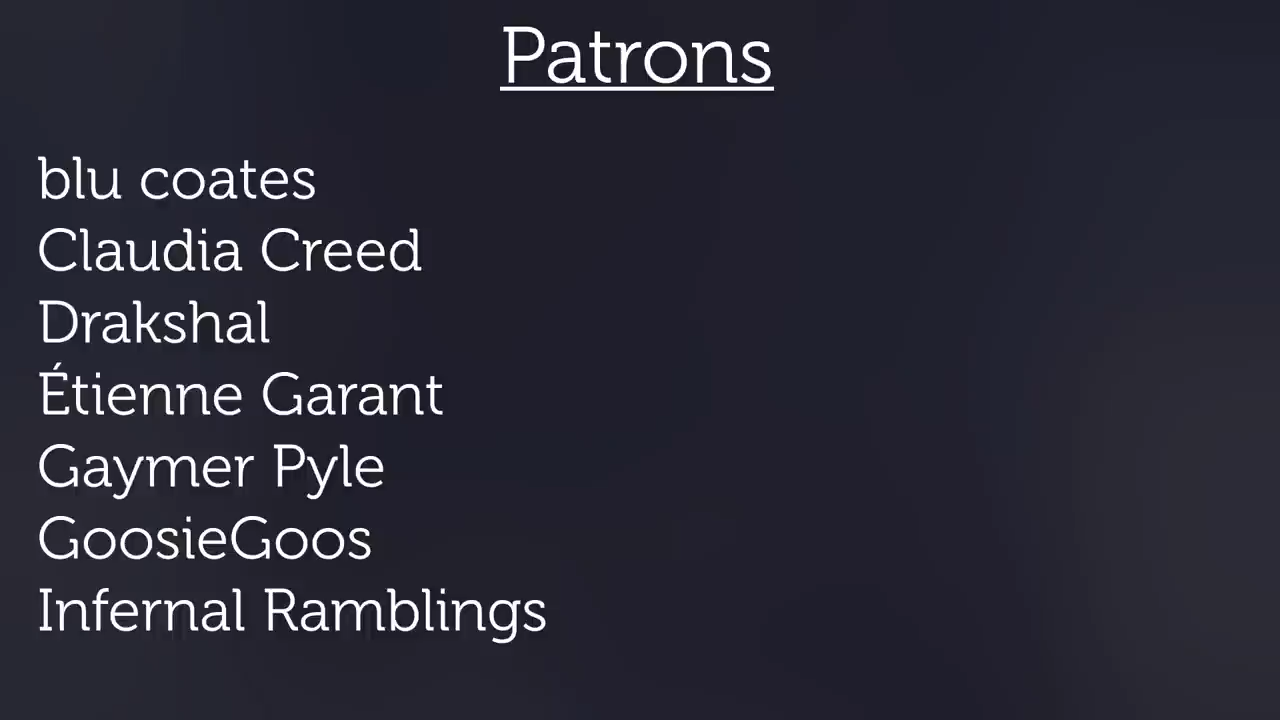 Patrons
blu coates
Claudia Creed
Drakshal
Étienne Garant
Gaymer Pyle
GoosieGoos
Infernal Ramblings